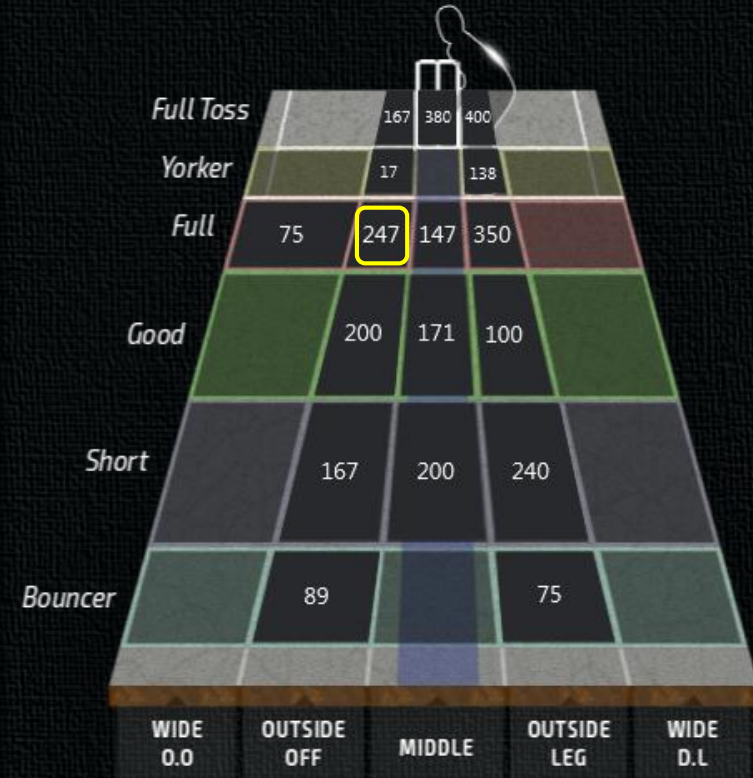 Full Toss 167 380 400
Yorker 17 138
Full 75 247 147 350
Good 200 171 100
Short 167 200 240
Bouncer 89 75
WIDE O.O OUTSIDE OFF MIDDLE OUTSIDE LEG WIDE D.L